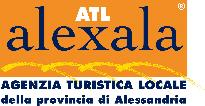 ATL
alexala®
AGENZIA TURISTICA LOCALE
della provincia di Alessandria